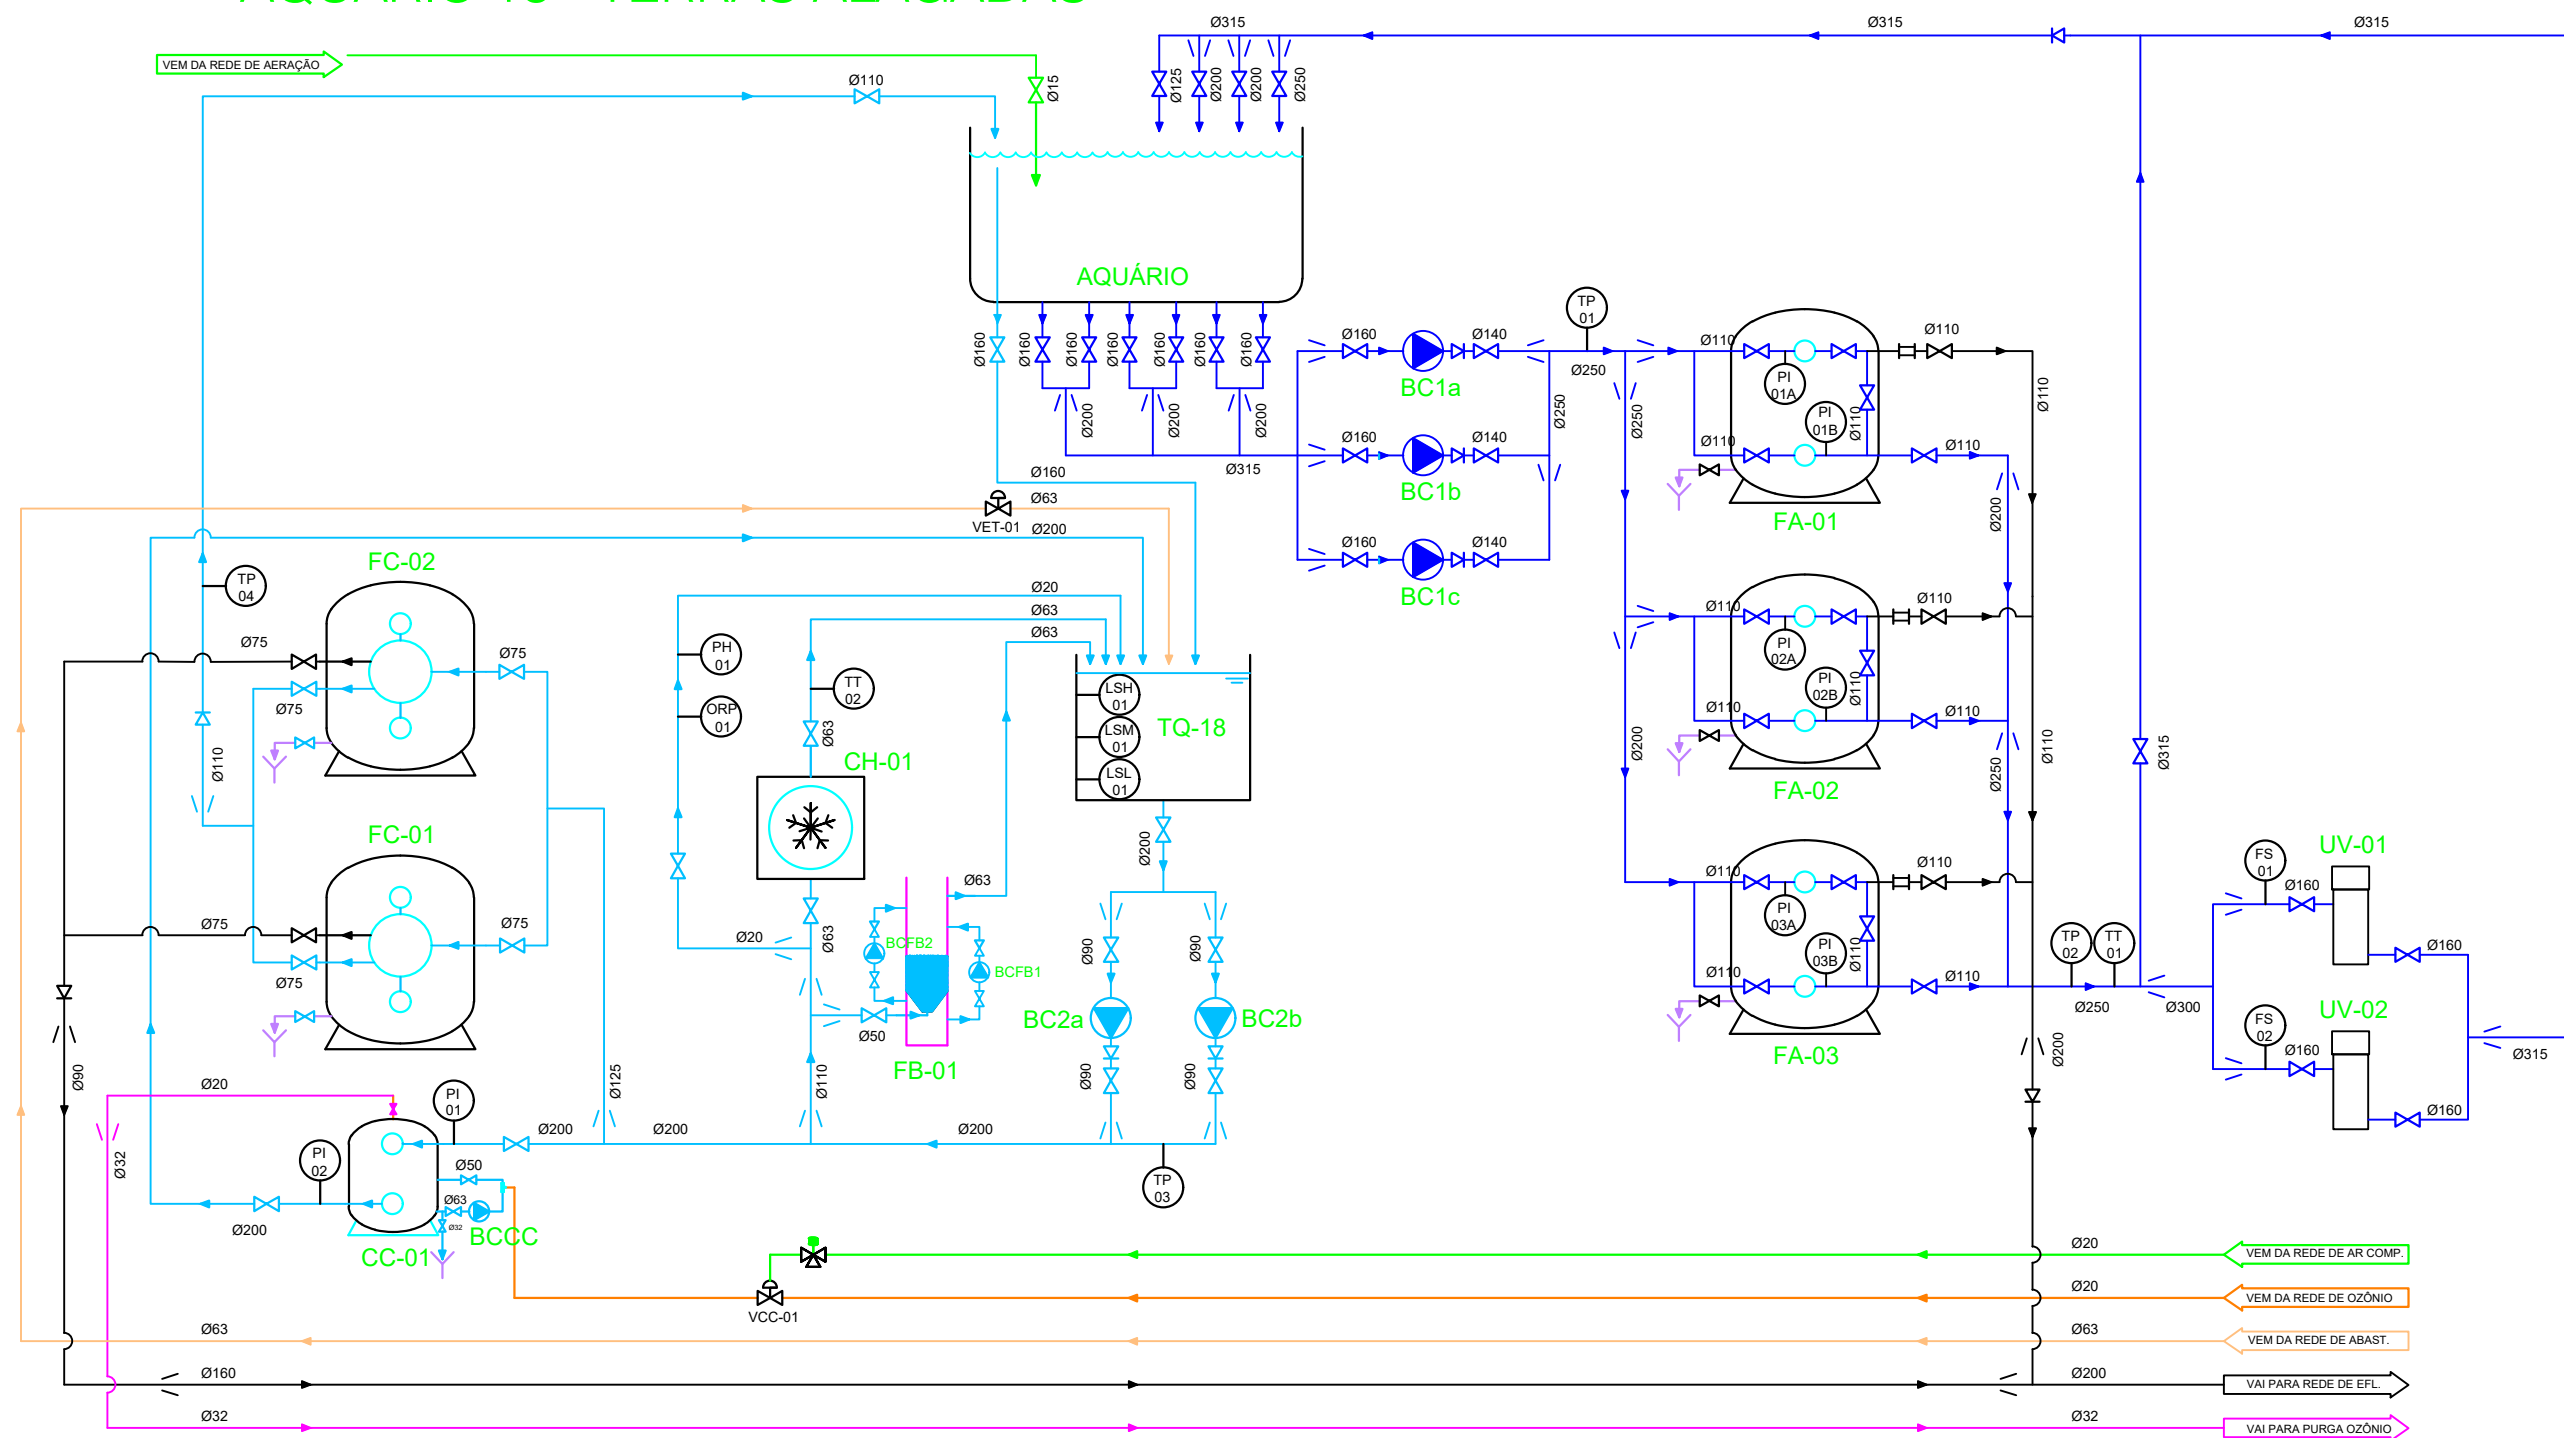 Ø315
Ø315
Ø315
VEM DA REDE DE AERAÇÃO
Ø110
Ø15
Ø125
Ø200
Ø200
Ø250
AQUÁRIO
TP
01
Ø160
Ø160
Ø160
Ø160
Ø160
Ø160
Ø160
Ø160
Ø140
BC1a
Ø250
Ø110
PI
01A
Ø110
Ø110
Ø200
Ø200
Ø200
Ø250
Ø250
PI
01B
Ø110
Ø110
Ø110
Ø160
Ø140
Ø315
Ø160
BC1b
Ø63
VET-01
Ø200
FA-01
Ø200
FC-02
Ø160
Ø140
BC1c
TP
04
Ø20
Ø63
Ø63
Ø110
Ø110
Ø75
Ø75
PH
01
TT
02
PI
02A
PI
02B
Ø110
ORP
01
LSH
01
LSM
01
LSL
01
TQ-18
Ø75
Ø110
Ø110
Ø63
Ø110
CH-01
Ø200
Ø250
Ø110
Ø315
FA-02
FC-01
Ø200
UV-01
FS
01
Ø160
Ø110
Ø110
Ø63
PI
03A
Ø75
Ø75
Ø20
Ø63
BCFB2
BCFB1
Ø90
Ø90
PI
03B
Ø110
TP
02
TT
01
Ø160
Ø75
Ø110
Ø110
Ø250
Ø300
UV-02
BC2a
BC2b
FS
02
Ø50
FB-01
FA-03
Ø200
Ø160
Ø315
Ø90
Ø20
PI
01
Ø125
Ø110
Ø90
Ø90
Ø160
Ø200
Ø200
Ø200
Ø32
PI
02
Ø50
TP
03
Ø63
Ø32
Ø200
BCCC
CC-01
Ø20
VEM DA REDE DE AR COMP.
Ø20
VEM DA REDE DE OZÔNIO
VCC-01
Ø63
Ø63
VEM DA REDE DE ABAST.
Ø160
Ø200
VAI PARA REDE DE EFL.
Ø32
Ø32
VAI PARA PURGA OZÔNIO